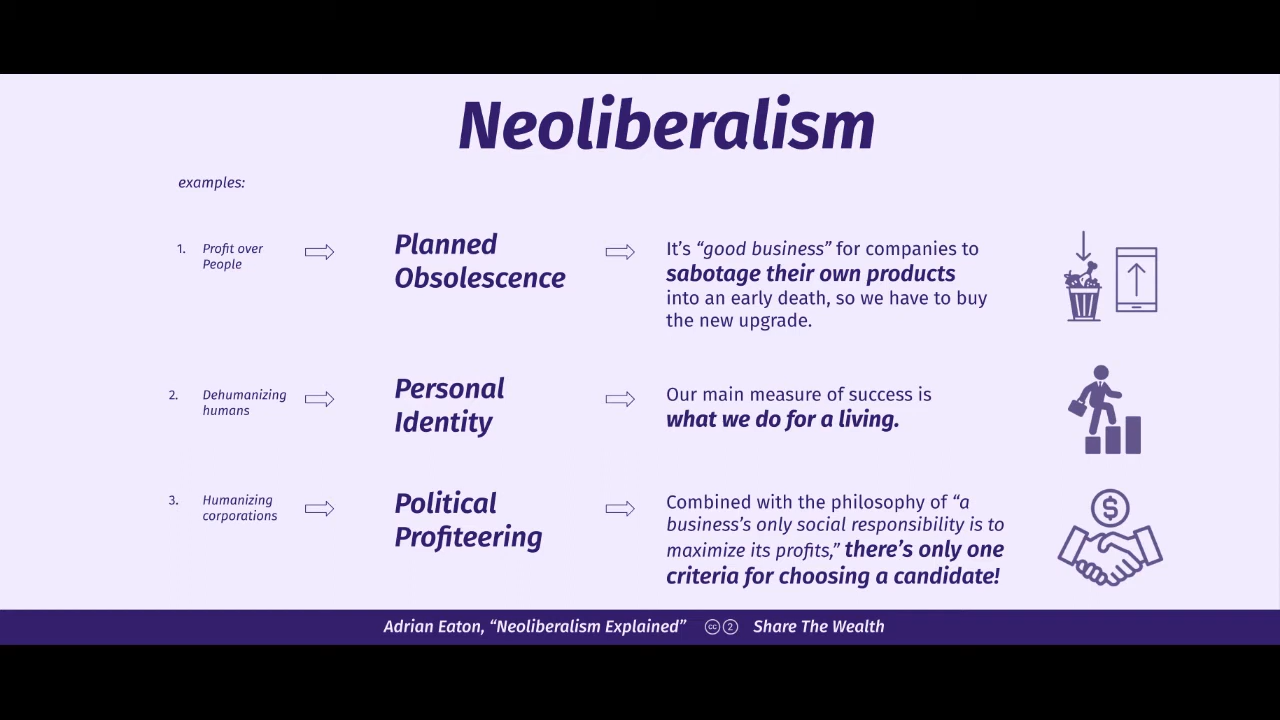 Neoliberalism
examples:
1. Profit over
People
Planned
Obsolescence
It's “good business” for companies to
sabotage their own products
into an early death, so we have to buy
the new upgrade.
2. Dehumanizing
humans
Personal
Identity
Our main measure of success is
what we do for a living.
3. Humanizing
corporations
Political
Profiteering
Combined with the philosophy of “a
business’s only social responsibility is to
maximize its profits,” there’s only one
criteria for choosing a candidate!
$
Adrian Eaton, “Neoliberalism Explained” cc 2 Share The Wealth